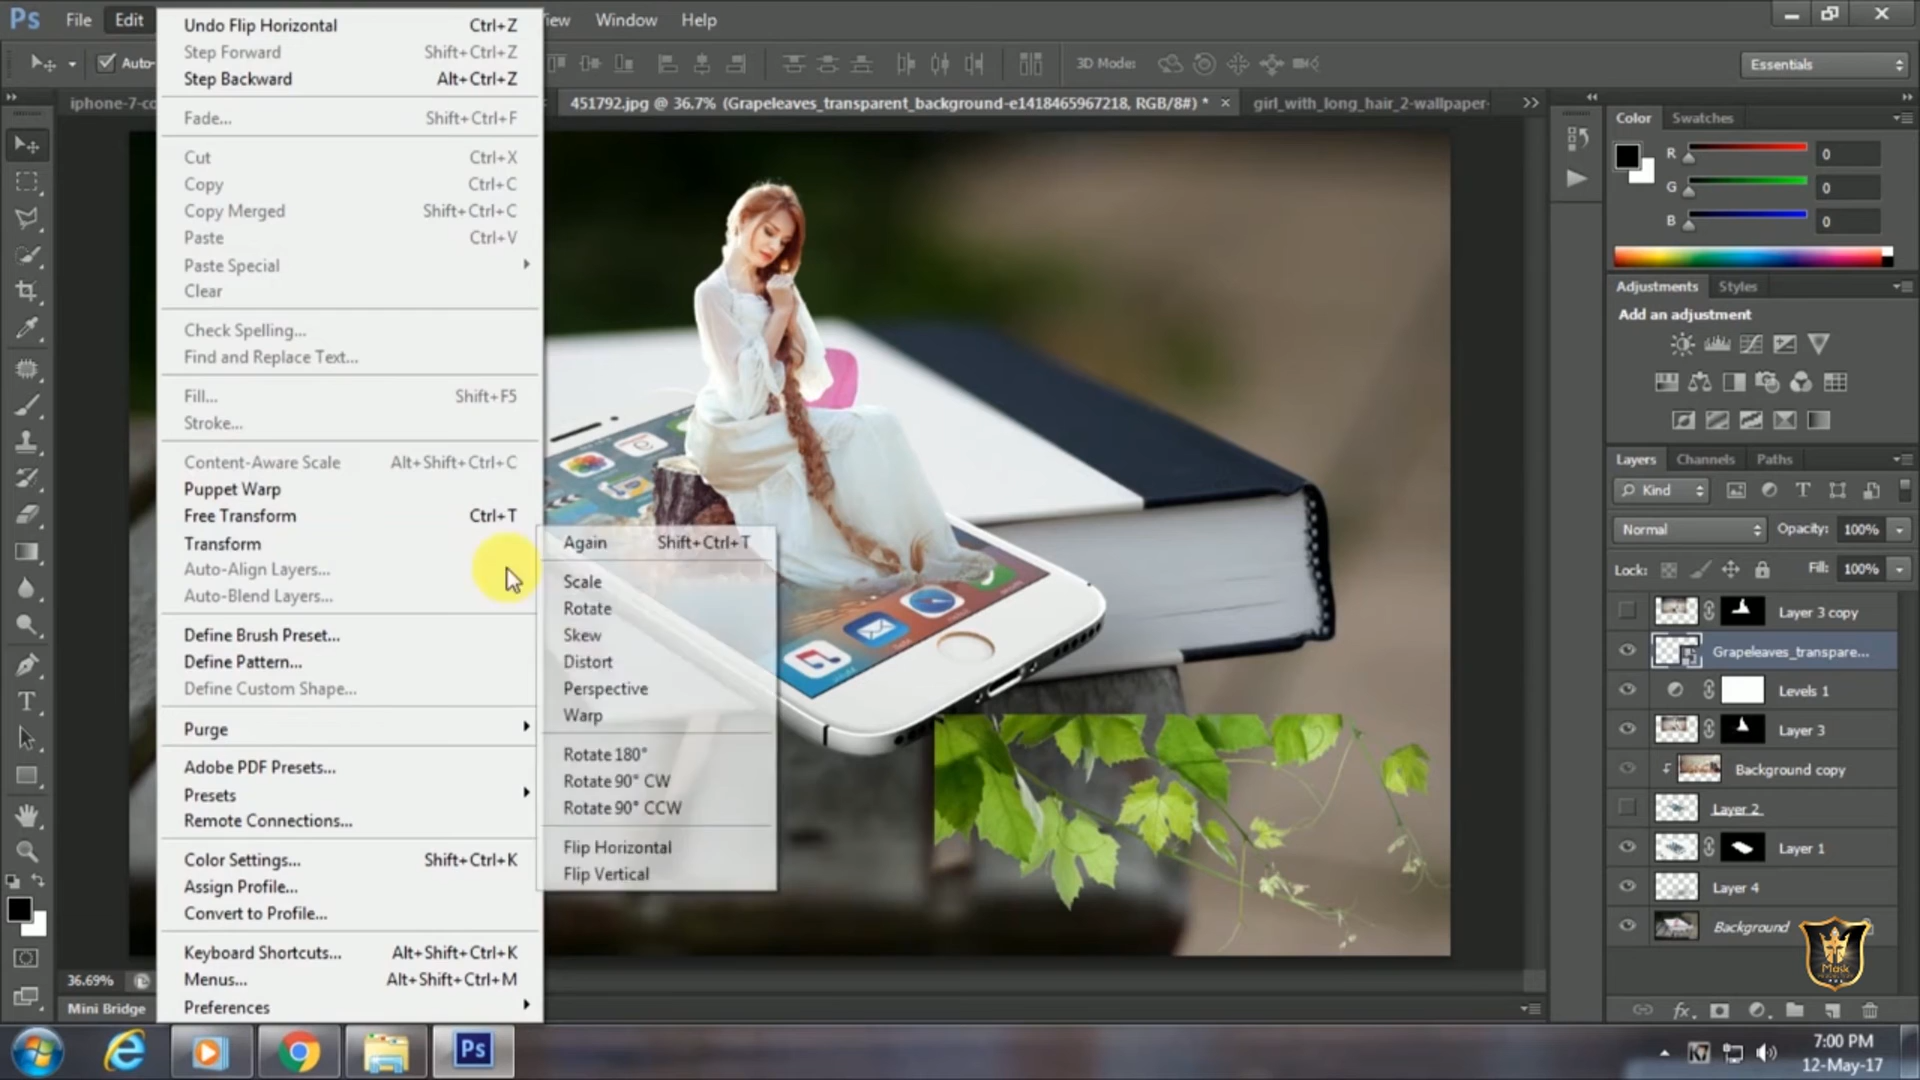 Ps File Edit View Window Help
Auto- 3D Mode: Essentials
iphone-7-co 451792.jpg @ 36.7% (Grapeleaves_transparent_background-e1418465967218, RGB/8#) * × girl_with_long_hair_2-wallpaper-
Undo Flip Horizontal Ctrl+Z
Step Forward Shift+Ctrl+Z
Step Backward Alt+Ctrl+Z
Fade... Shift+Ctrl+F
Cut Ctrl+X
Copy Ctrl+C
Copy Merged Shift+Ctrl+C
Paste Ctrl+V
Paste Special
Clear
Check Spelling...
Find and Replace Text...
Fill... Shift+F5
Stroke...
Content-Aware Scale Alt+Shift+Ctrl+C
Puppet Warp
Free Transform Ctrl+T
Transform
Auto-Align Layers...
Auto-Blend Layers...
Define Brush Preset...
Define Pattern...
Define Custom Shape...
Purge
Adobe PDF Presets...
Presets
Remote Connections...
Color Settings... Shift+Ctrl+K
Assign Profile...
Convert to Profile...
Keyboard Shortcuts... Alt+Shift+Ctrl+K
Menus... Alt+Shift+Ctrl+M
Preferences
Again Shift+Ctrl+T
Scale
Rotate
Skew
Distort
Perspective
Warp
Rotate 180°
Rotate 90° CW
Rotate 90° CCW
Flip Horizontal
Flip Vertical
Color Swatches
R 0
G 0
B 0
Adjustments Styles
Add an adjustment
Layers Channels Paths
Kind
Normal Opacity: 100%
Lock: Fill: 100%
Layer 3 copy
Grapeleaves_transpare...
Levels 1
Layer 3
Background copy
Layer 2
Layer 1
Layer 4
Background
Mask
36.69%
Mini Bridge
Ps
7:00 PM
12-May-17